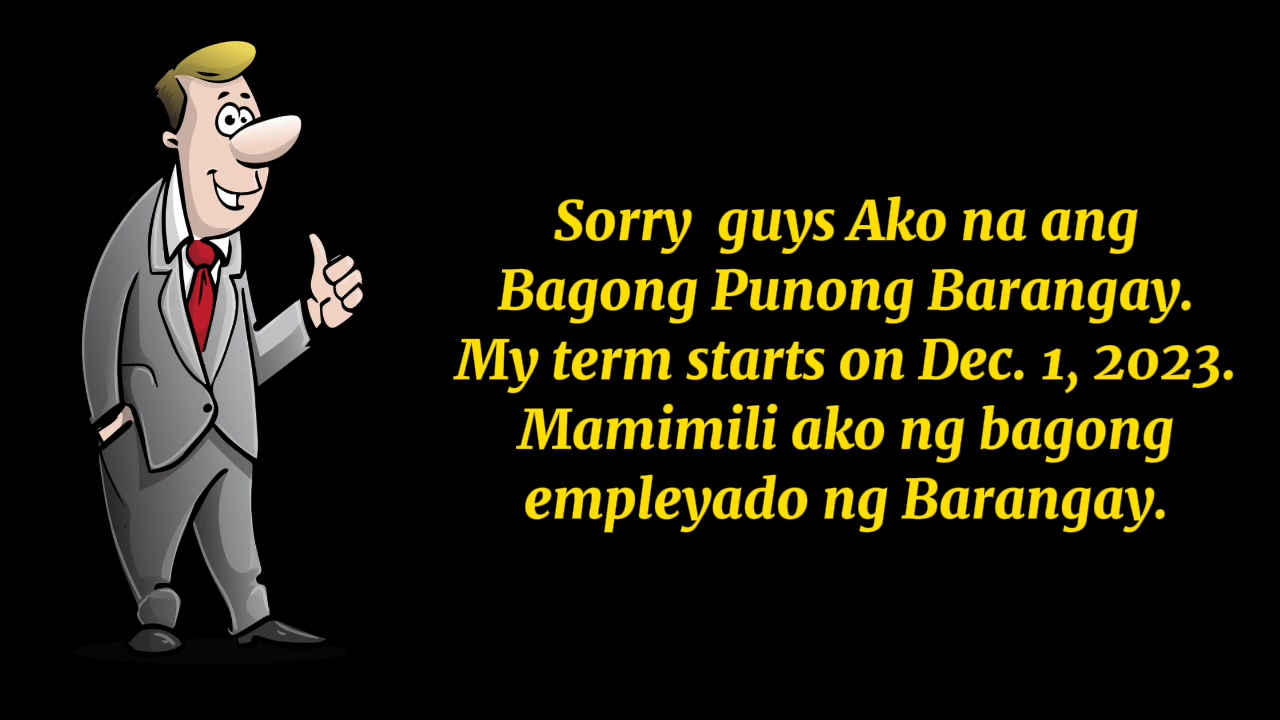 Sorry  guys Ako na ang
Bagong Punong Barangay.
My term starts on Dec. 1, 2023.
Mamimili ako ng bagong
empleyado ng Barangay.